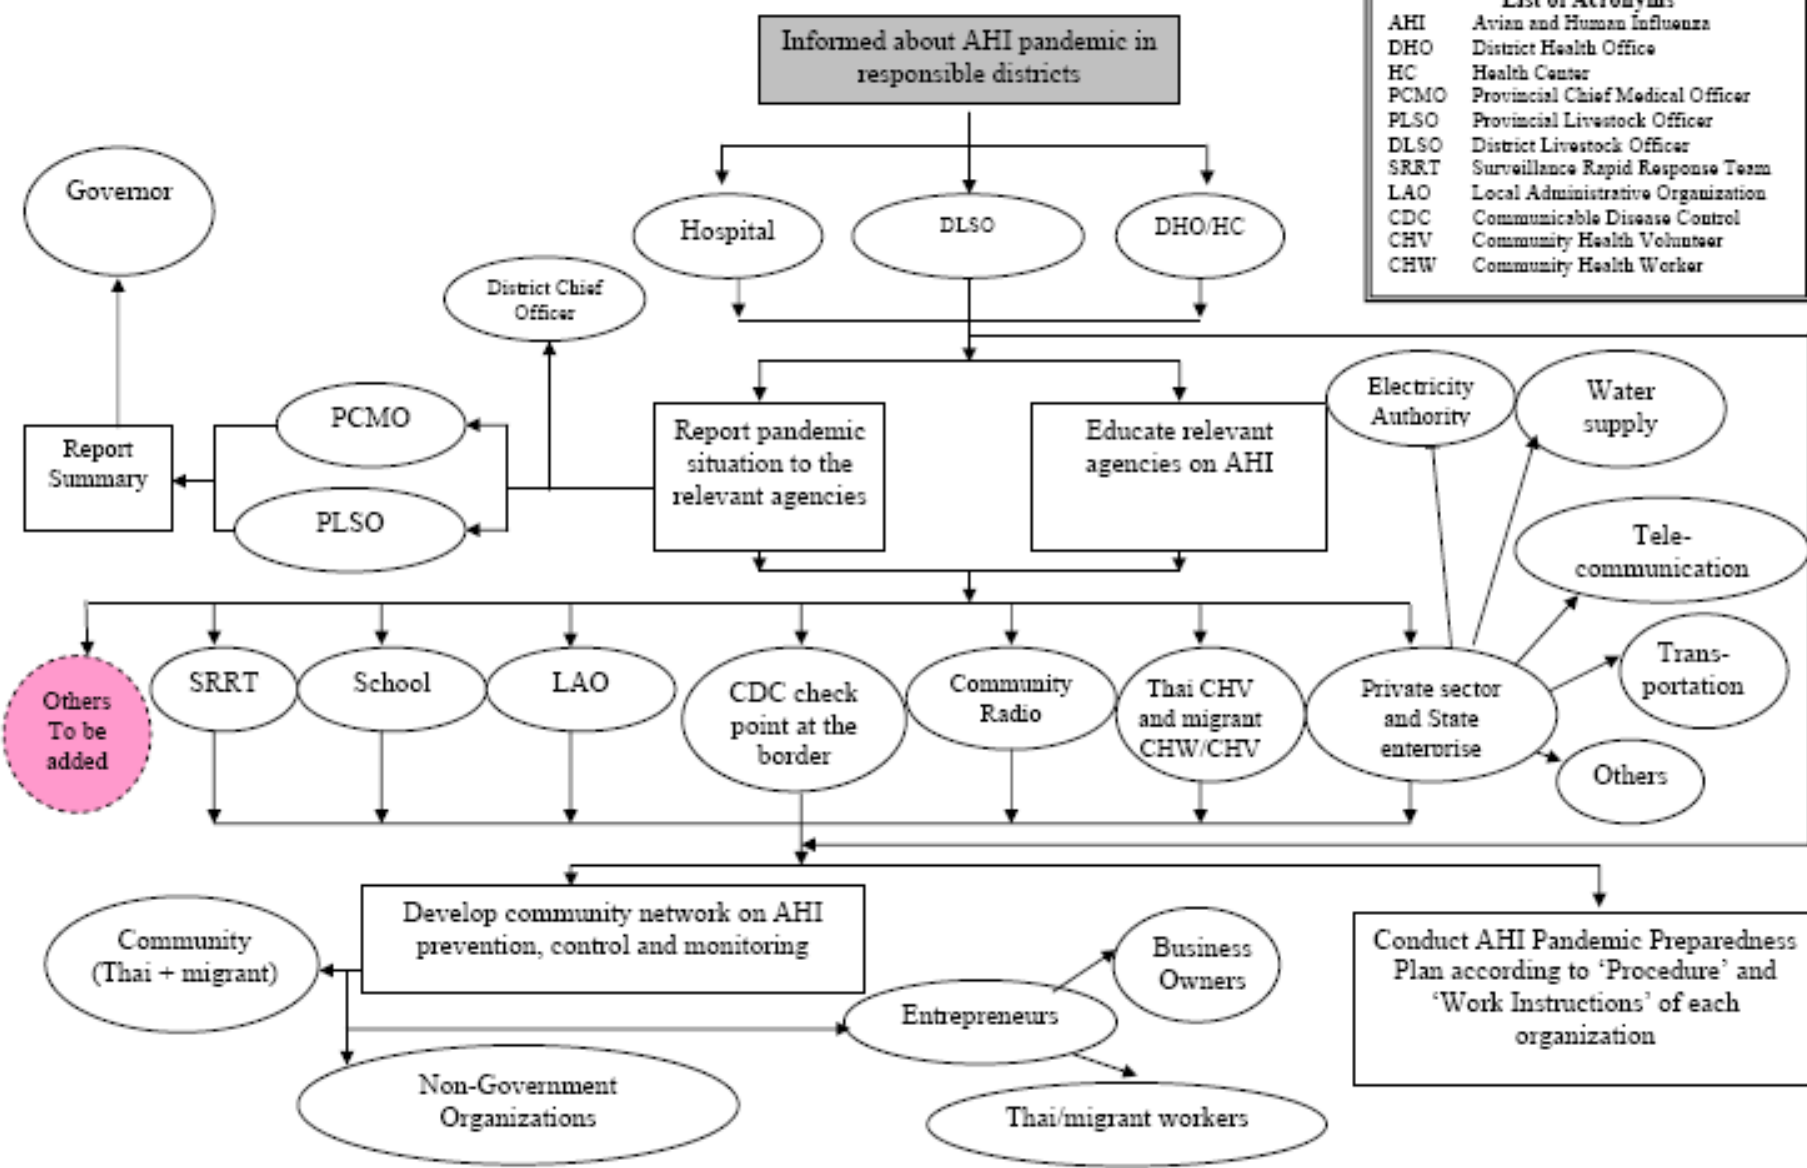 Informed about AHI pandemic in
responsible districts
List of Acronyms
AHI Avian and Human Influenza
DHO District Health Office
HC Health Center
PCMO Provincial Chief Medical Officer
PLSO Provincial Livestock Officer
DLSO District Livestock Officer
SRRT Surveillance Rapid Response Team
LAO Local Administrative Organization
CDC Communicable Disease Control
CHV Community Health Volunteer
CHW Community Health Worker
Governor
Hospital
DLSO
DHO/HC
District Chief
Officer
PCMO
PLSO
Report
Summary
Report pandemic
situation to the
relevant agencies
Educate relevant
agencies on AHI
Electricity
Authority
Water
supply
Tele-
communication
Trans-
portation
Others
Others
To be
added
SRRT
School
LAO
CDC check
point at the
border
Community
Radio
Thai CHV
and migrant
CHW/CHV
Private sector
and State
enterprise
Develop community network on AHI
prevention, control and monitoring
Community
(Thai + migrant)
Non-Government
Organizations
Entrepreneurs
Business
Owners
Thai/migrant workers
Conduct AHI Pandemic Preparedness
Plan according to ‘Procedure’ and
‘Work Instructions’ of each
organization